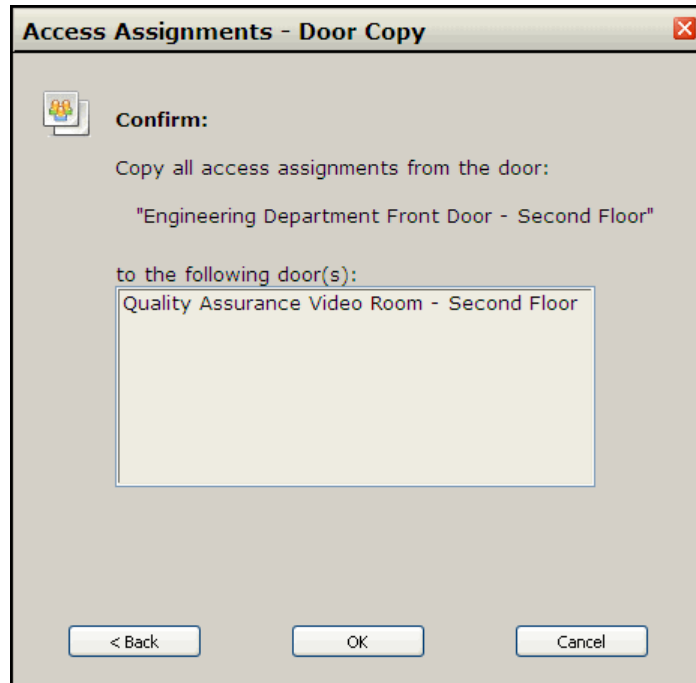 Access Assignments - Door Copy
Confirm:
Copy all access assignments from the door:
"Engineering Department Front Door - Second Floor"
to the following door(s):
Quality Assurance Video Room - Second Floor
< Back
OK
Cancel